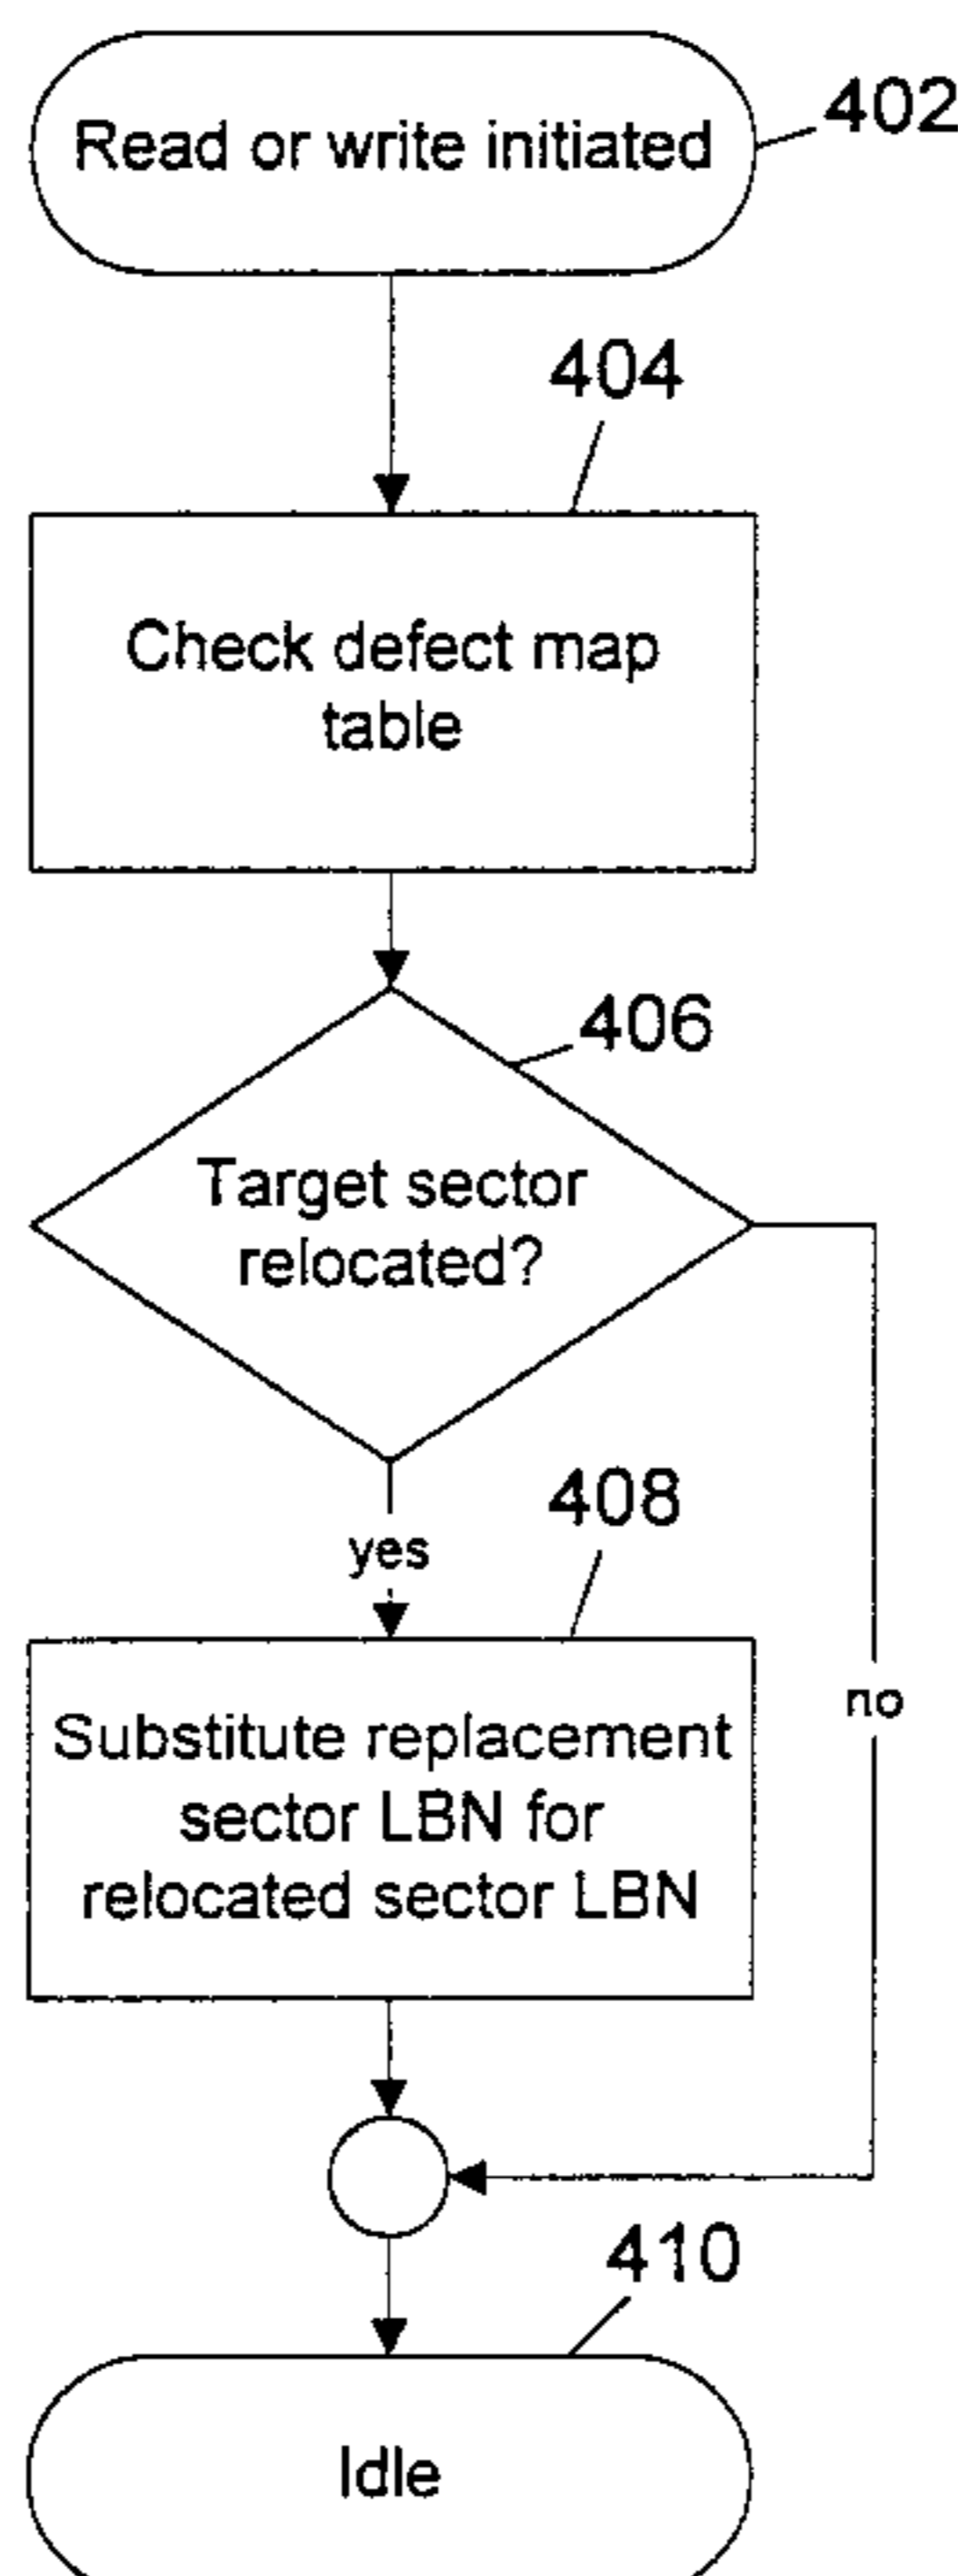 Read or write initiated
402
404
Check defect map
table
406
Target sector
relocated?
408
yes
no
Substitute replacement
sector LBN for
relocated sector LBN
410
Idle